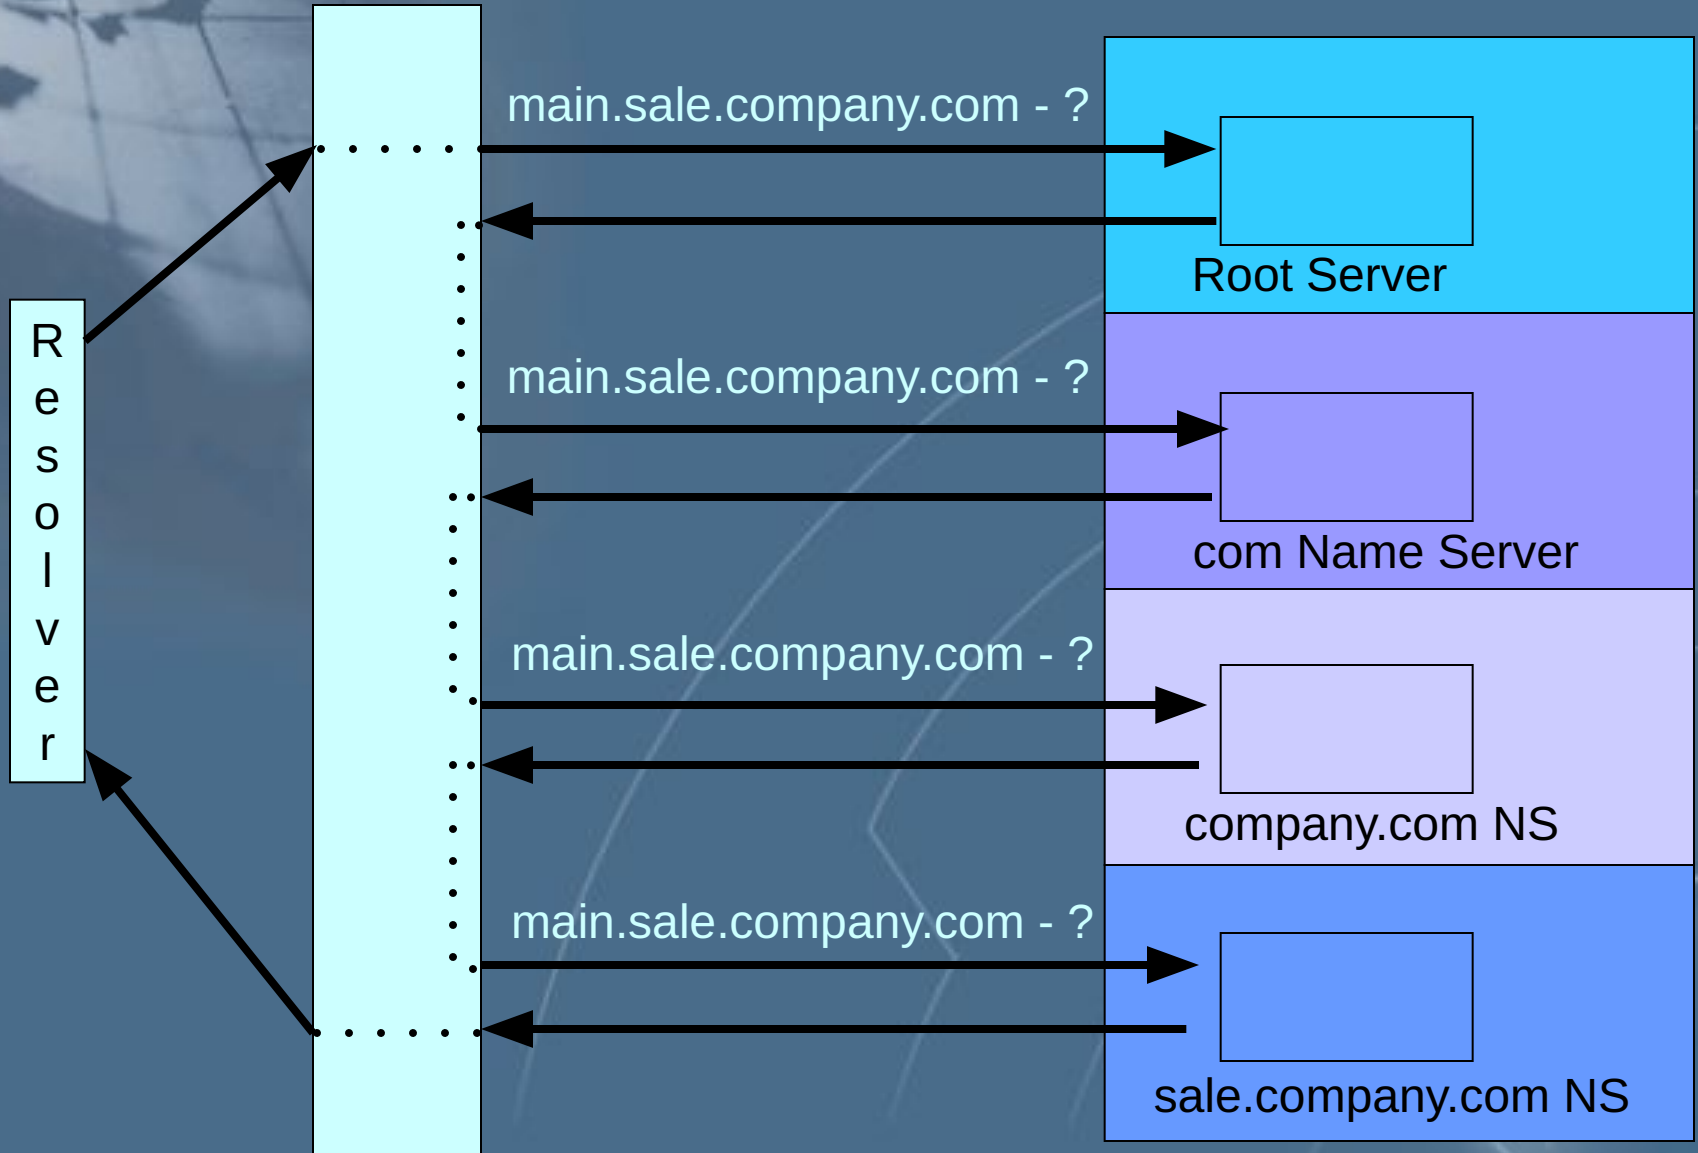 main.sale.company.com - ?
Root Server
Resolver
main.sale.company.com - ?
com Name Server
main.sale.company.com - ?
company.com NS
main.sale.company.com - ?
sale.company.com NS